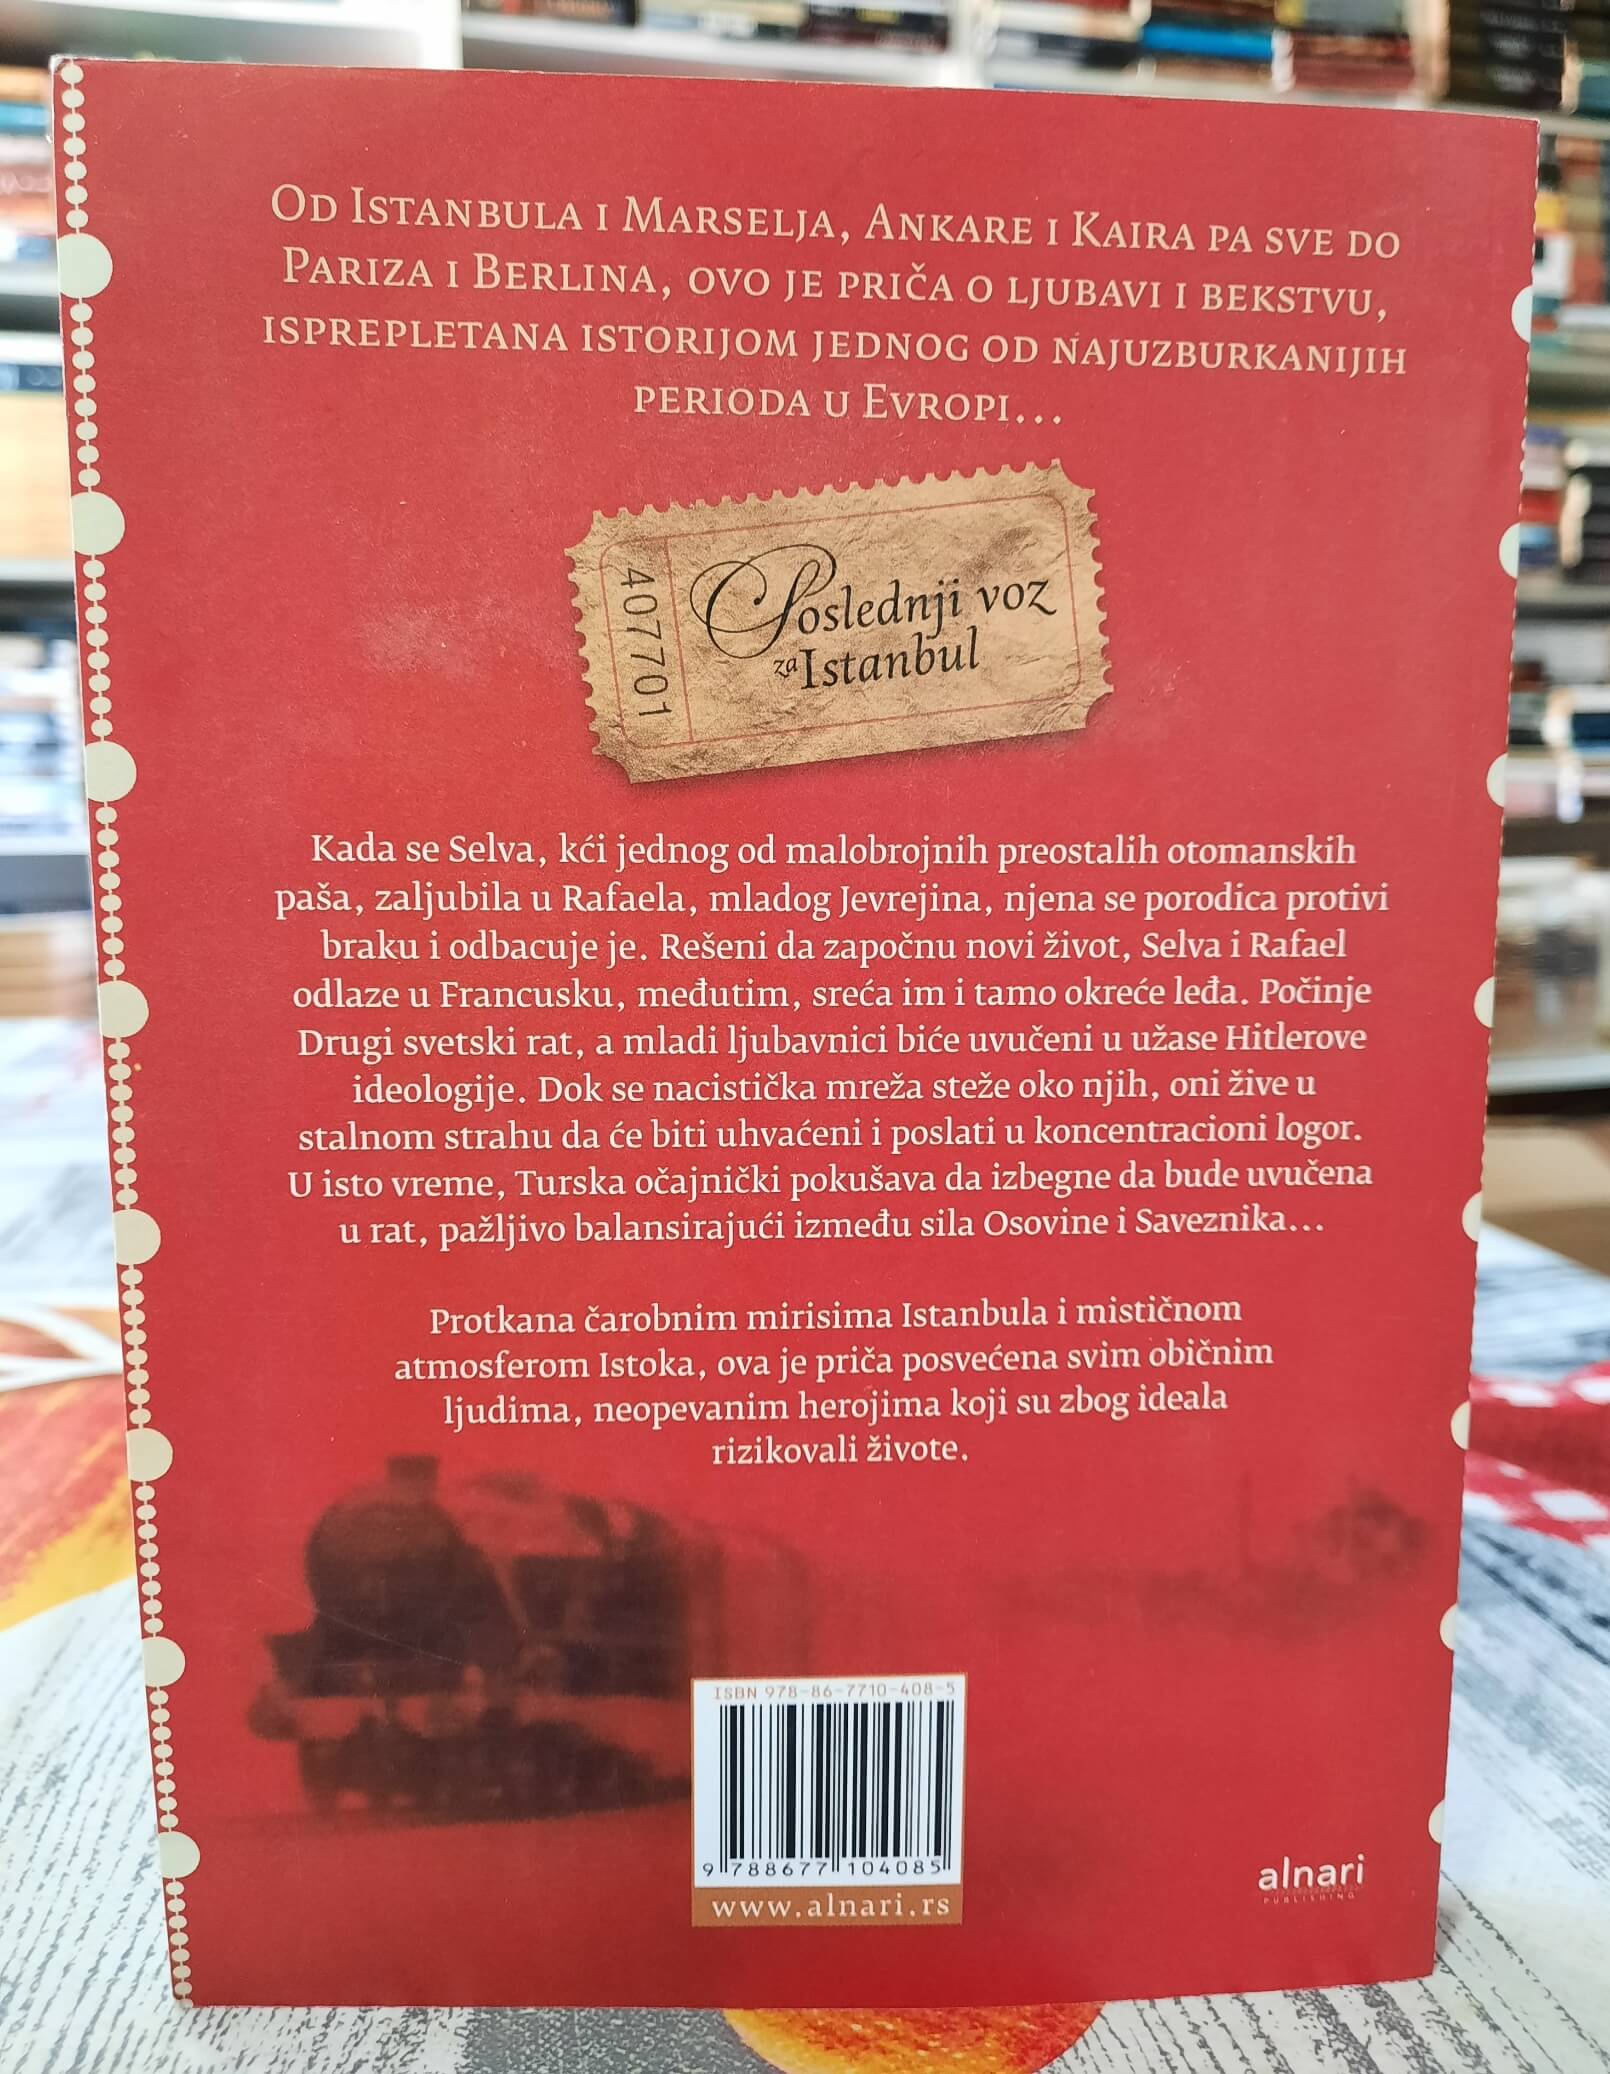 OD ISTANBULA I MARSELJA, ANKARE I KAIRA PA SVE DO
PARIZA I BERLINA, OVO JE PRIČA O LJUBAVI I BEKSTVU,
ISPREPLETANA ISTORIJOM JEDNOG OD NAJUZBURKANIJIH
PERIODA U EVROPI...
407701
Poslednji voz
za Istanbul
Kada se Selva, kći jednog od malobrojnih preostalih otomanskih
paša, zaljubila u Rafaela, mladog Jevrejina, njena se porodica protivi
braku i odbacuje je. Rešeni da započnu novi život, Selva i Rafael
odlaze u Francusku, međutim, sreća im i tamo okreće leđa. Počinje
Drugi svetski rat, a mladi ljubavnici biće uvučeni u užase Hitlerove
ideologije. Dok se nacistička mreža steže oko njih, oni žive u
stalnom strahu da će biti uhvaćeni i poslati u koncentracioni logor.
U isto vreme, Turska očajnički pokušava da izbegne da bude uvučena
u rat, pažljivo balansirajući između sila Osovine i Saveznika...
Protkana čarobnim mirisima Istanbula i mističnom
atmosferom Istoka, ova je priča posvećena svim običnim
ljudima, neopevanim herojima koji su zbog ideala
rizikovali živote.
ISBN 978-86-7710-408-5
9 788677 104085
www.alnari.rs
alnari
PUBLISHING